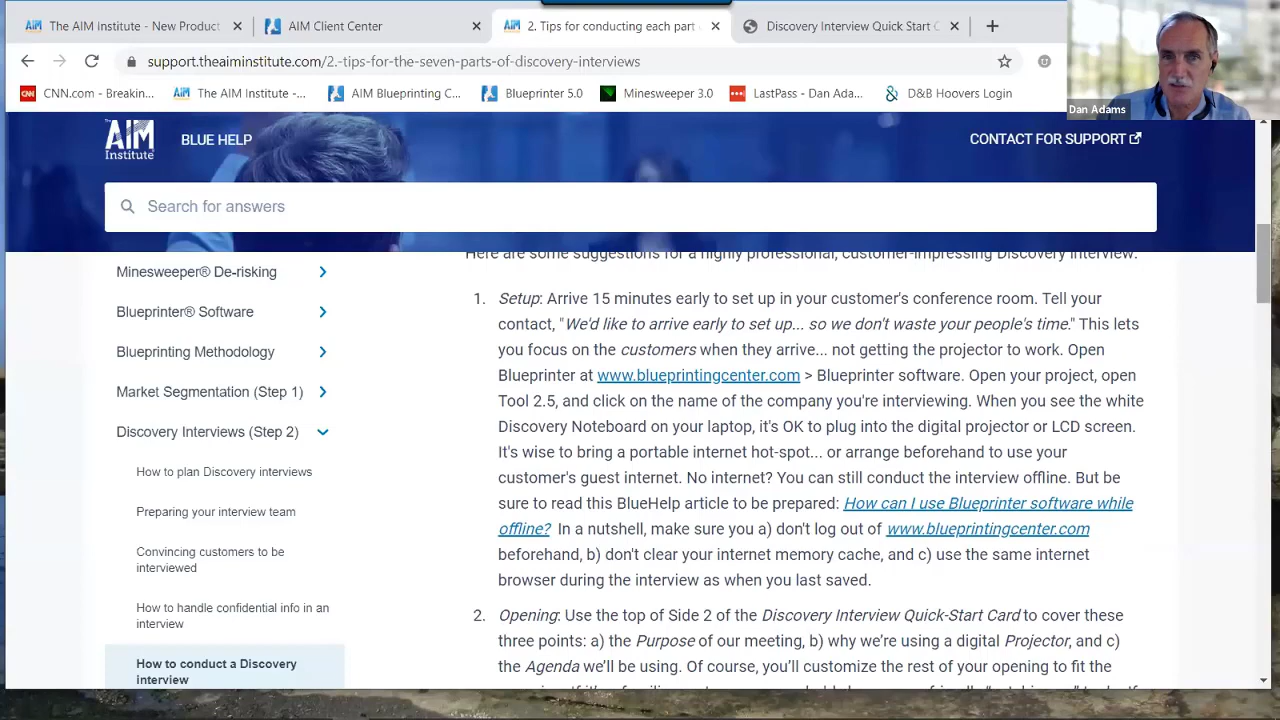 The AIM Institute - New Product
AIM Client Center
2. Tips for conducting each part
Discovery Interview Quick Start C
support.theaiminstitute.com/2.-tips-for-the-seven-parts-of-discovery-interviews
CNN.com - Breakin...
The AIM Institute -...
AIM Blueprinting C...
Blueprinter 5.0
Minesweeper 3.0
LastPass - Dan Ada...
D&B Hoovers Login
Dan Adams
The AIM Institute
BLUE HELP
CONTACT FOR SUPPORT
Search for answers
Minesweeper® De-risking
Blueprinter® Software
Blueprinting Methodology
Market Segmentation (Step 1)
Discovery Interviews (Step 2)
How to plan Discovery interviews
Preparing your interview team
Convincing customers to be
interviewed
How to handle confidential info in an
interview
How to conduct a Discovery
interview
Here are some suggestions for a highly professional, customer-impressing Discovery interview:
1. Setup: Arrive 15 minutes early to set up in your customer's conference room. Tell your
contact, "We'd like to arrive early to set up... so we don't waste your people's time." This lets
you focus on the customers when they arrive... not getting the projector to work. Open
Blueprinter at www.blueprintingcenter.com > Blueprinter software. Open your project, open
Tool 2.5, and click on the name of the company you're interviewing. When you see the white
Discovery Noteboard on your laptop, it's OK to plug into the digital projector or LCD screen.
It's wise to bring a portable internet hot-spot... or arrange beforehand to use your
customer's guest internet. No internet? You can still conduct the interview offline. But be
sure to read this BlueHelp article to be prepared: How can I use Blueprinter software while
offline? In a nutshell, make sure you a) don't log out of www.blueprintingcenter.com
beforehand, b) don't clear your internet memory cache, and c) use the same internet
browser during the interview as when you last saved.
2. Opening: Use the top of Side 2 of the Discovery Interview Quick-Start Card to cover these
three points: a) the Purpose of our meeting, b) why we're using a digital Projector, and c)
the Agenda we'll be using. Of course, you'll customize the rest of your opening to fit the